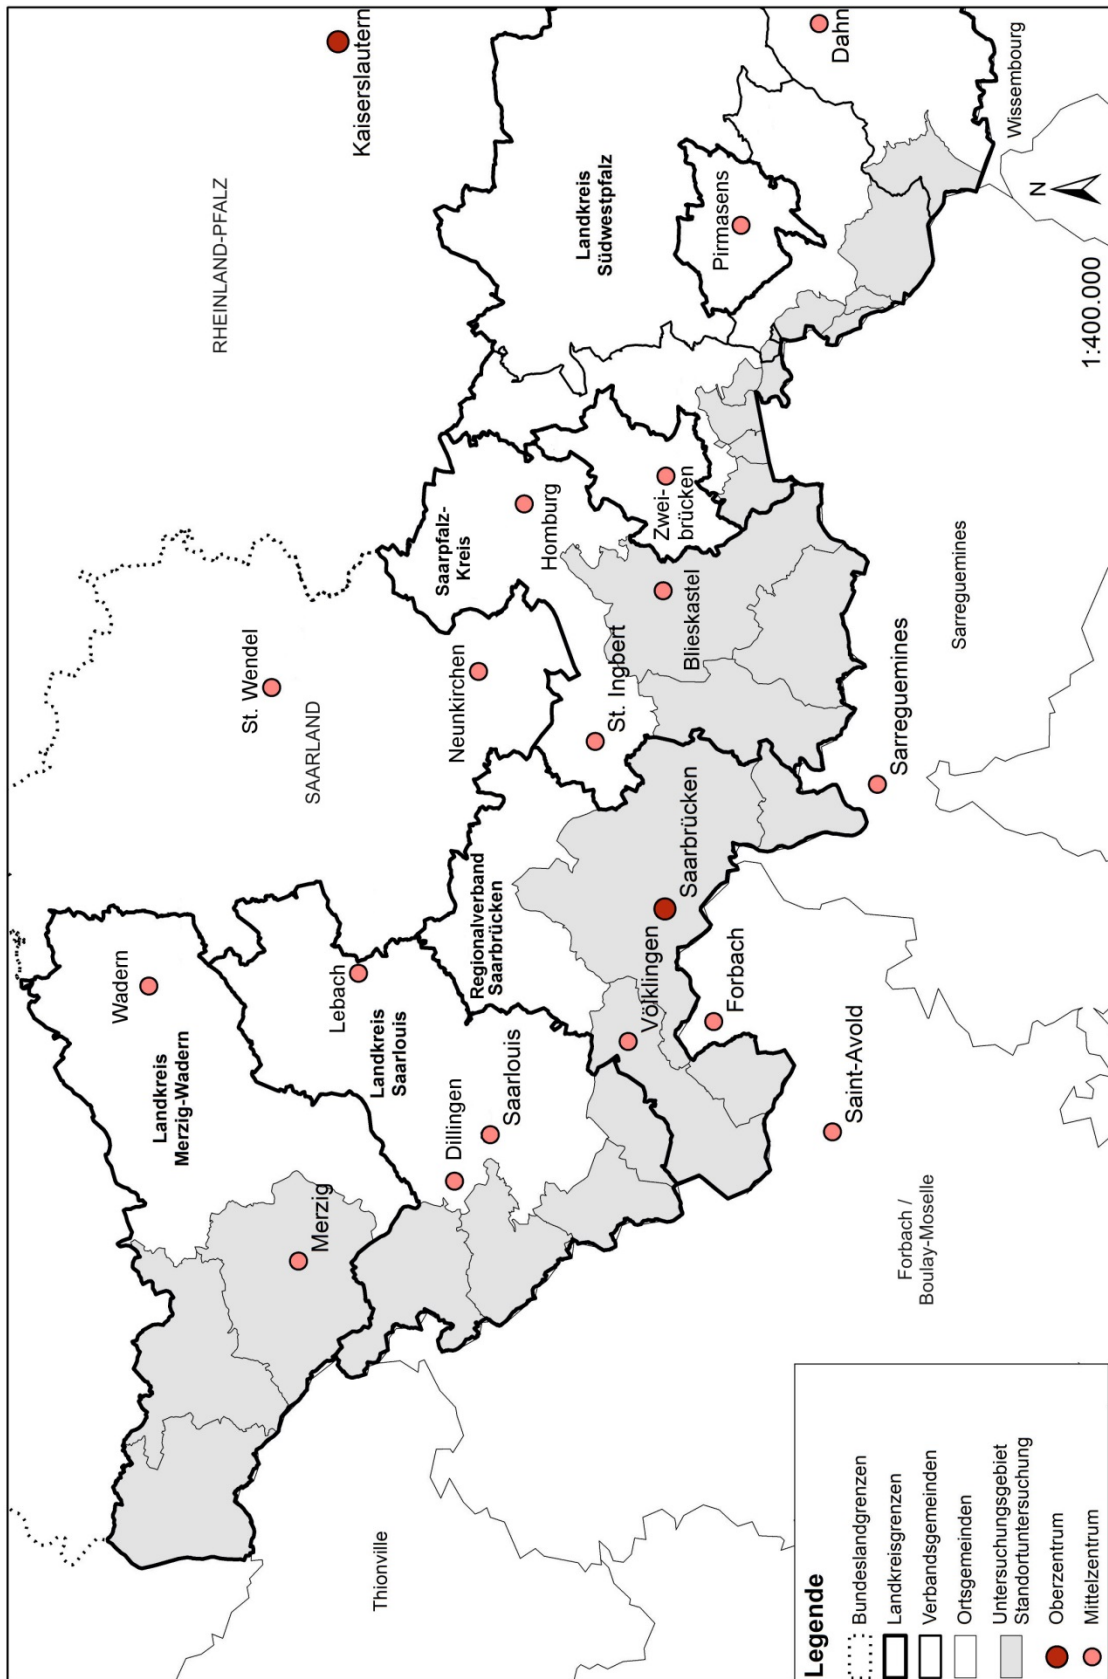 Kaiserslautern
RHEINLAND-PFALZ
St. Wendel
SAARLAND
Wadern
Landkreis
Merzig-Wadern
Lebach
Landkreis
Saarlouis
Merzig
Dillingen
Saarlouis
Neunkirchen
Saarpfalz-
Kreis
Homburg
Landkreis
Südwestpfalz
Pirmasens
Dahn
Zwei-
brücken
Regionalverband
Saarbrücken
St. Ingbert
Blieskastel
Völklingen
Saarbrücken
Forbach
Saint-Avold
Sarreguemines
Sarreguemines
Wissembourg
Forbach /
Boulay-Moselle
Thionville
N
1:400.000
Legende
Bundeslandgrenzen
Landkreisgrenzen
Verbandsgemeinden
Ortsgemeinden
Untersuchungsgebiet
Standortuntersuchung
Oberzentrum
Mittelzentrum